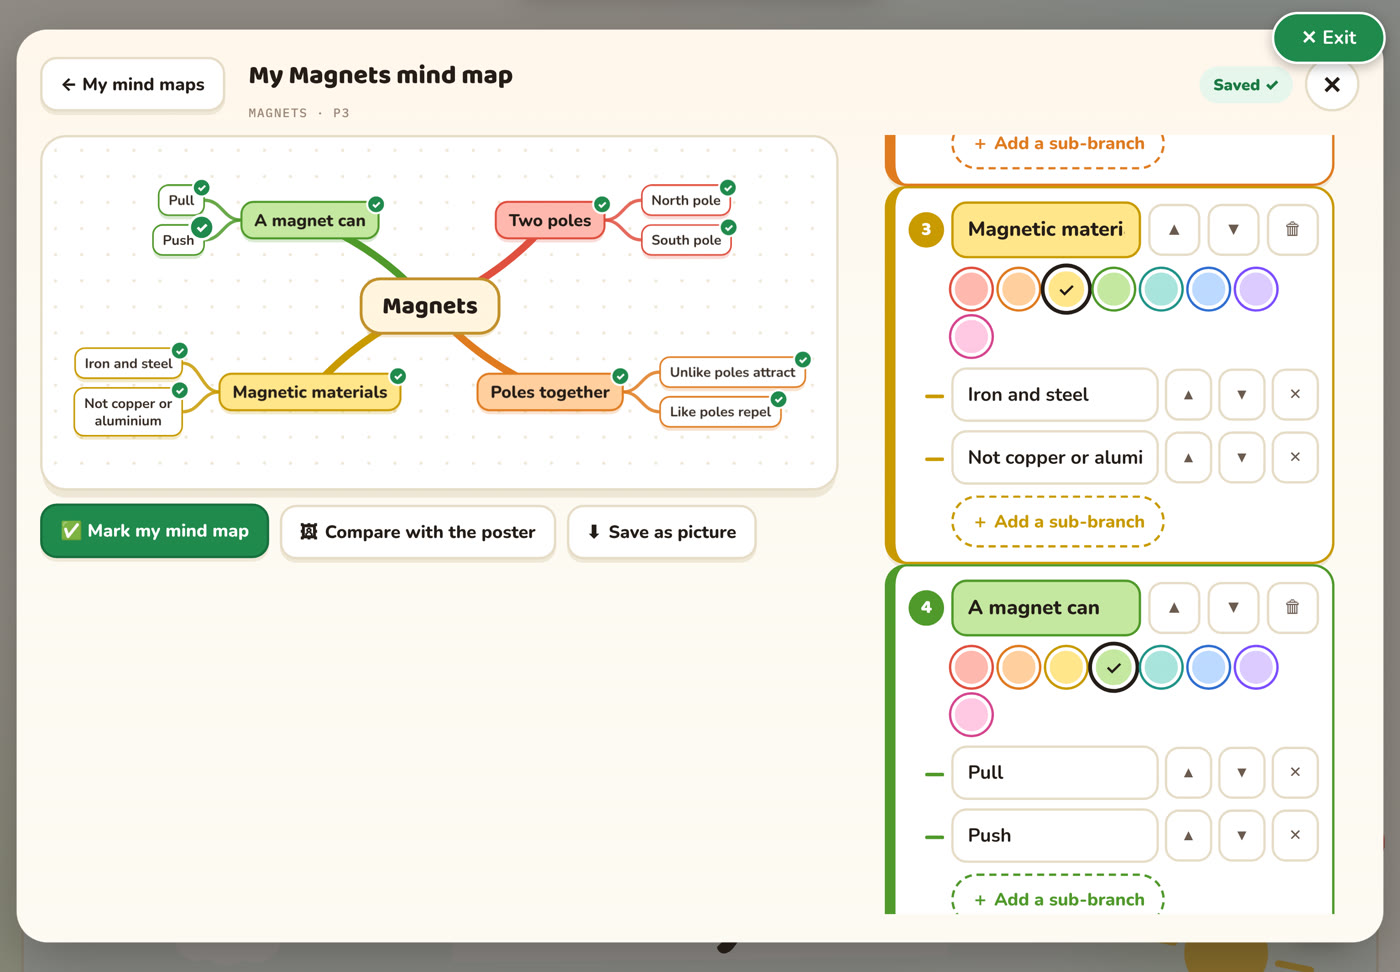 ✕ Exit
← My mind maps
My Magnets mind map
MAGNETS · P3
Saved ✓
✕
Pull
Push
A magnet can
Two poles
North pole
South pole
Magnets
Iron and steel
Not copper or
aluminium
Magnetic materials
Poles together
Unlike poles attract
Like poles repel
✅ Mark my mind map
🖼 Compare with the poster
⬇ Save as picture
+ Add a sub-branch
3
Magnetic materi
Iron and steel
Not copper or alumi
+ Add a sub-branch
4
A magnet can
Pull
Push
+ Add a sub-branch